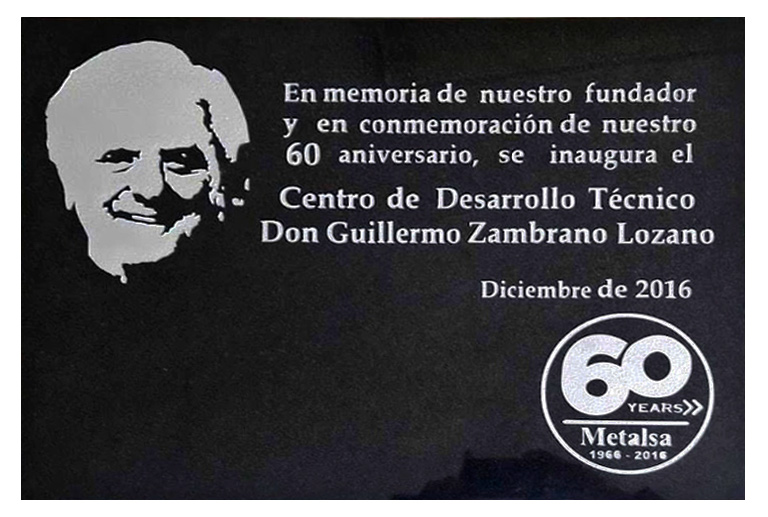 En memoria de nuestro fundador
y en conmemoración de nuestro
60 aniversario, se inaugura el
Centro de Desarrollo Técnico
Don Guillermo Zambrano Lozano
Diciembre de 2016
60
YEARS
Metalsa
1966 - 2016